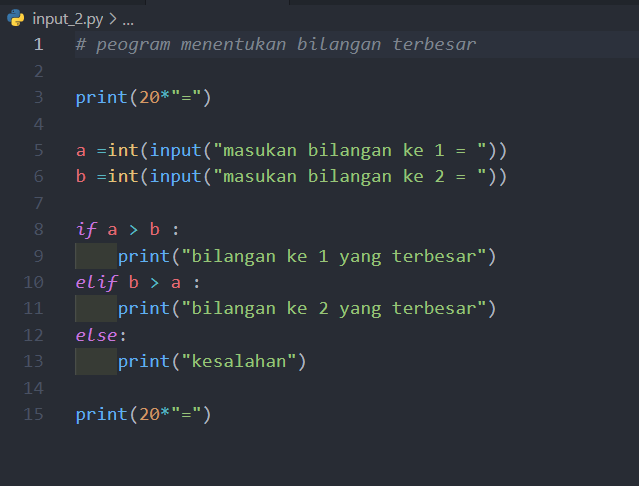 input_2.py > ...
1 # peogram menentukan bilangan terbesar
2
3 print(20*"=")
4
5 a =int(input("masukan bilangan ke 1 = "))
6 b =int(input("masukan bilangan ke 2 = "))
7
8 if a > b :
9     print("bilangan ke 1 yang terbesar")
10 elif b > a :
11     print("bilangan ke 2 yang terbesar")
12 else:
13     print("kesalahan")
14
15 print(20*"=")